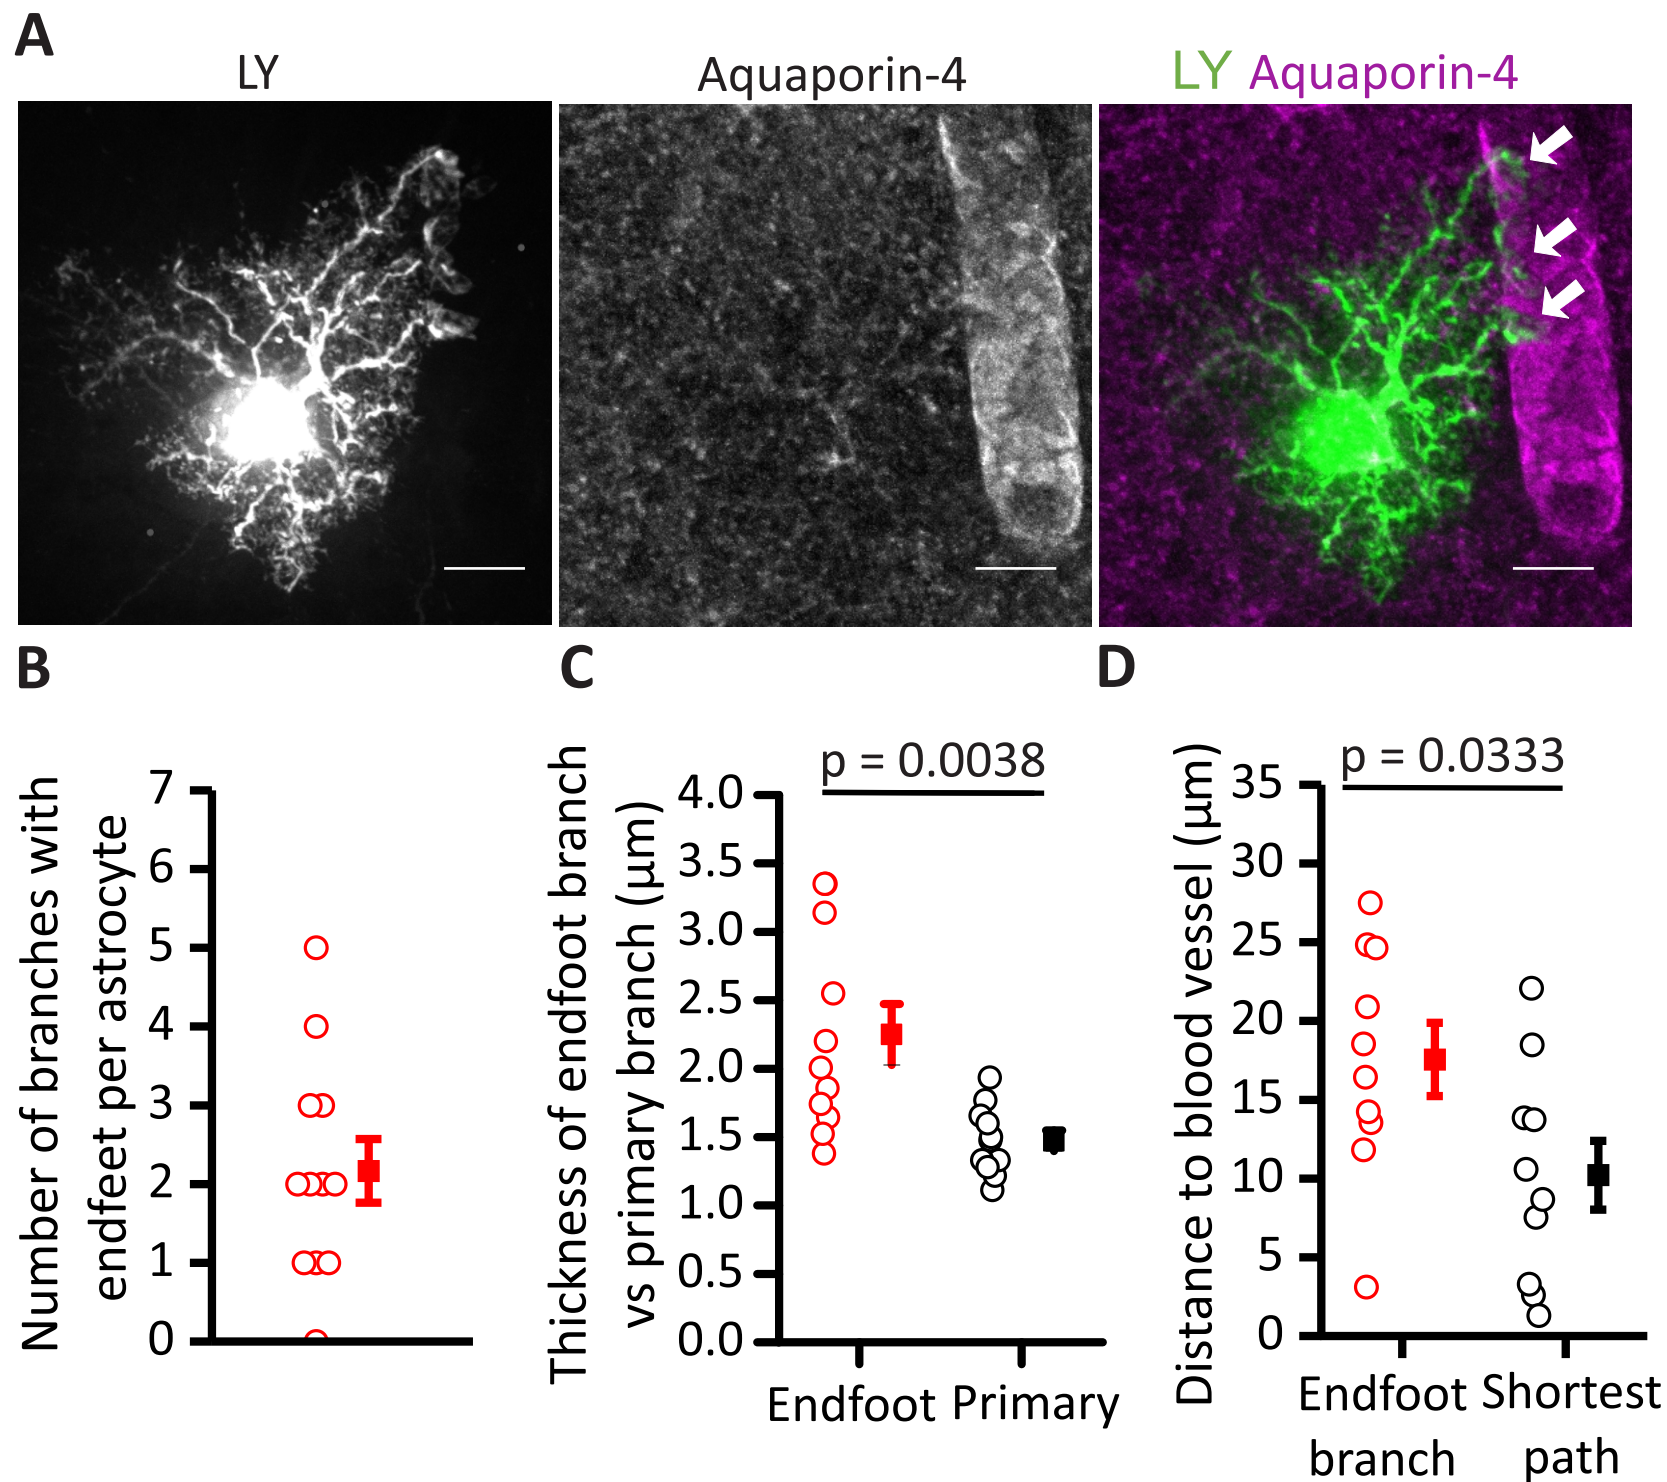 A
LY
Aquaporin-4
LY Aquaporin-4
B
Number of branches with
endfeet per astrocyte
7
6
5
4
3
2
1
0
C
Thickness of endfoot branch
vs primary branch (μm)
p = 0.0038
4.0
3.5
3.0
2.5
2.0
1.5
1.0
0.5
0.0
Endfoot Primary
D
Distance to blood vessel (μm)
p = 0.0333
35
30
25
20
15
10
5
0
Endfoot Shortest
branch path